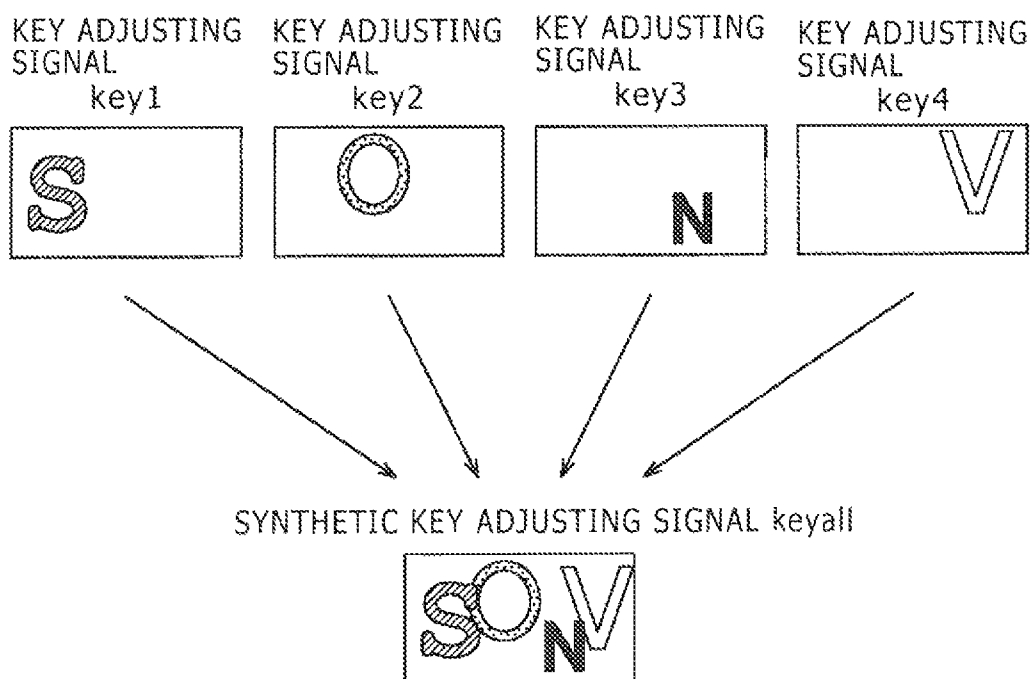 KEY ADJUSTING
SIGNAL
key1
KEY ADJUSTING
SIGNAL
key2
KEY ADJUSTING
SIGNAL
key3
KEY ADJUSTING
SIGNAL
key4
S
O
N
V
SYNTHETIC KEY ADJUSTING SIGNAL keyall
SONV